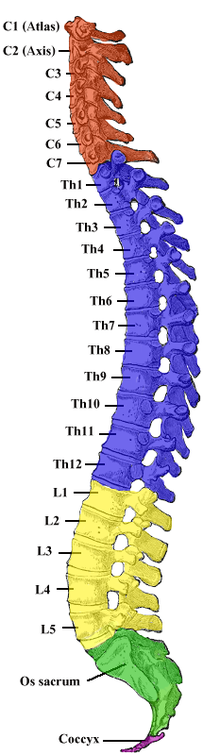 C1 (Atlas)
C2 (Axis)
C3
C4
C5
C6
C7
Th1
Th2
Th3
Th4
Th5
Th6
Th7
Th8
Th9
Th10
Th11
Th12
L1
L2
L3
L4
L5
Os sacrum
Coccyx